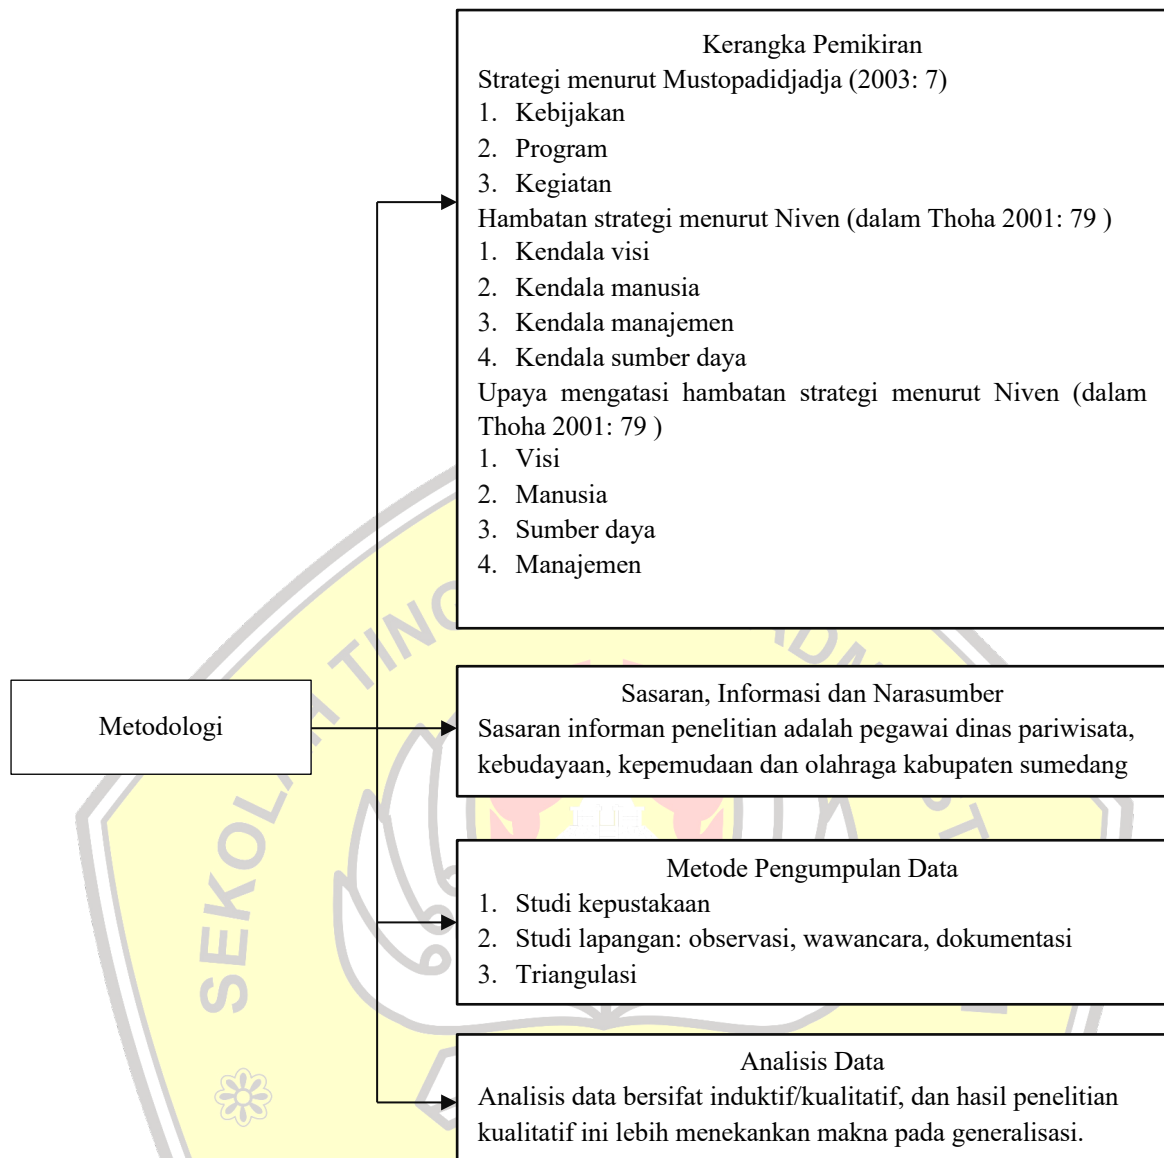 Kerangka Pemikiran
Strategi menurut Mustopadidjadja (2003: 7)
1. Kebijakan
2. Program
3. Kegiatan
Hambatan strategi menurut Niven (dalam Thoha 2001: 79 )
1. Kendala visi
2. Kendala manusia
3. Kendala manajemen
4. Kendala sumber daya
Upaya mengatasi hambatan strategi menurut Niven (dalam
Thoha 2001: 79 )
1. Visi
2. Manusia
3. Sumber daya
4. Manajemen
Metodologi
Sasaran, Informasi dan Narasumber
Sasaran informan penelitian adalah pegawai dinas pariwisata,
kebudayaan, kepemudaan dan olahraga kabupaten sumedang
Metode Pengumpulan Data
1. Studi kepustakaan
2. Studi lapangan: observasi, wawancara, dokumentasi
3. Triangulasi
Analisis Data
Analisis data bersifat induktif/kualitatif, dan hasil penelitian
kualitatif ini lebih menekankan makna pada generalisasi.
SEKOLAH TING